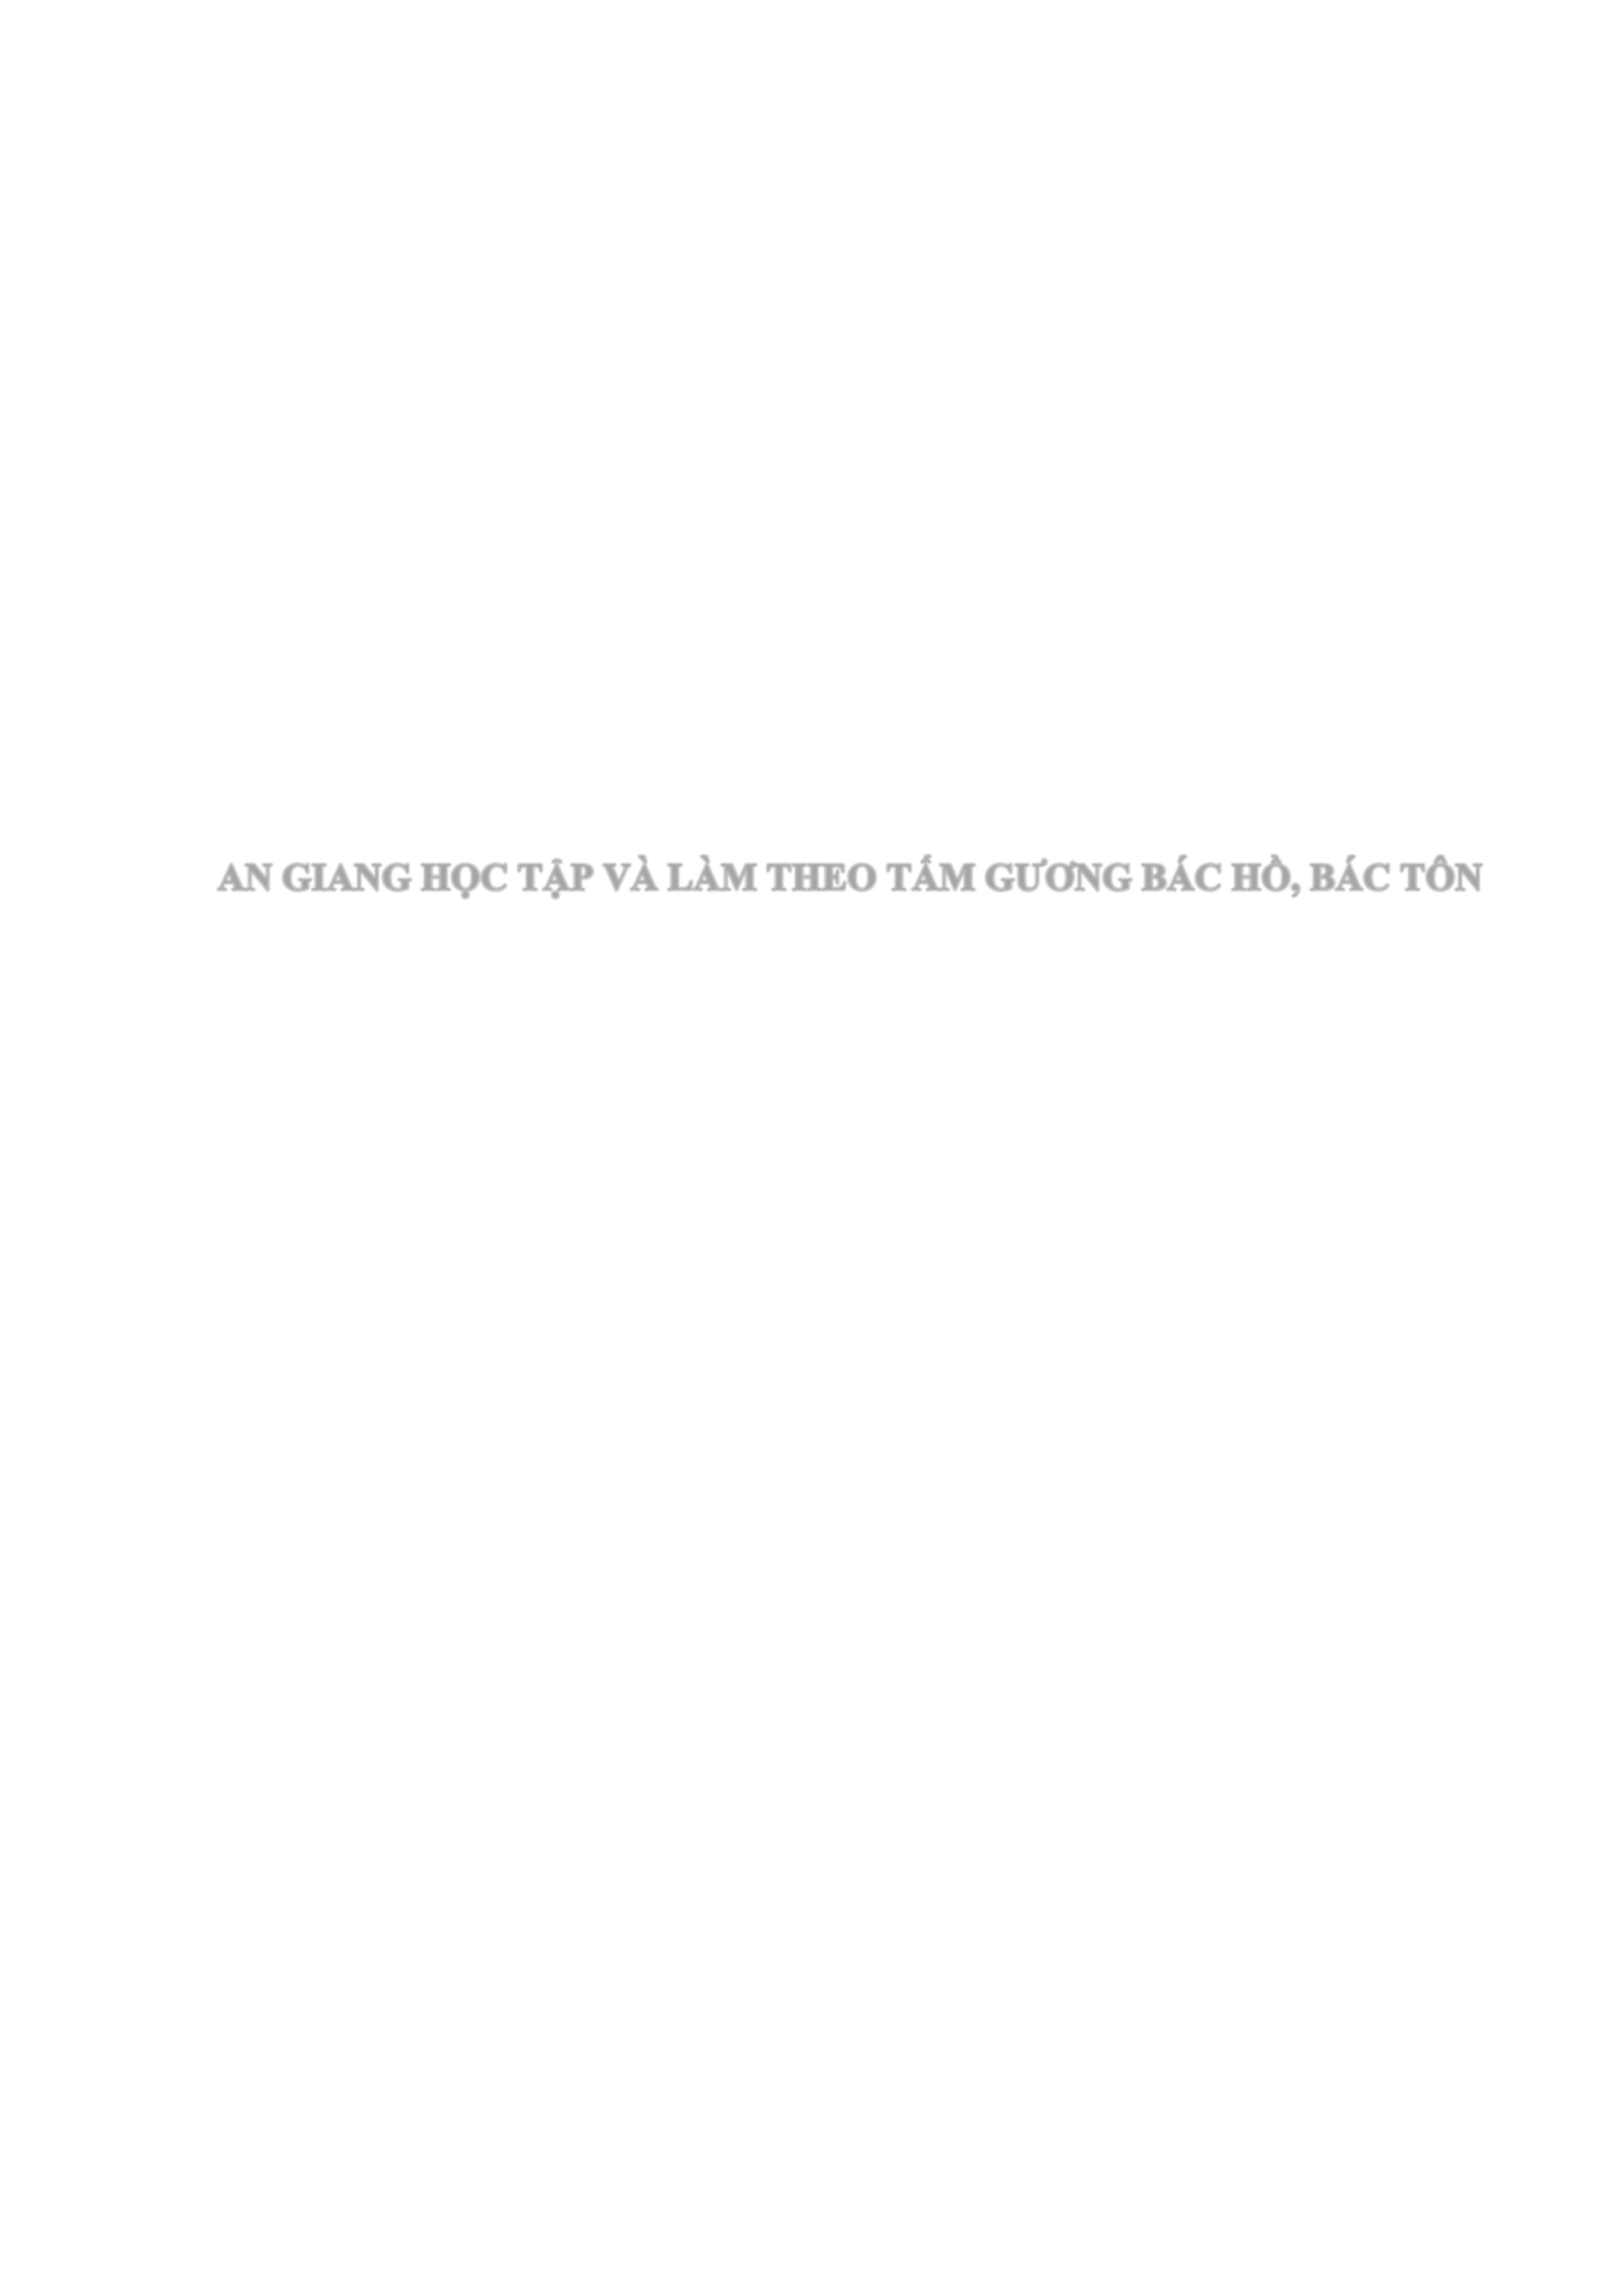 AN GIANG HỌC TẬP VÀ LÀM THEO TẤM GƯƠNG BÁC HỒ, BÁC TÔN